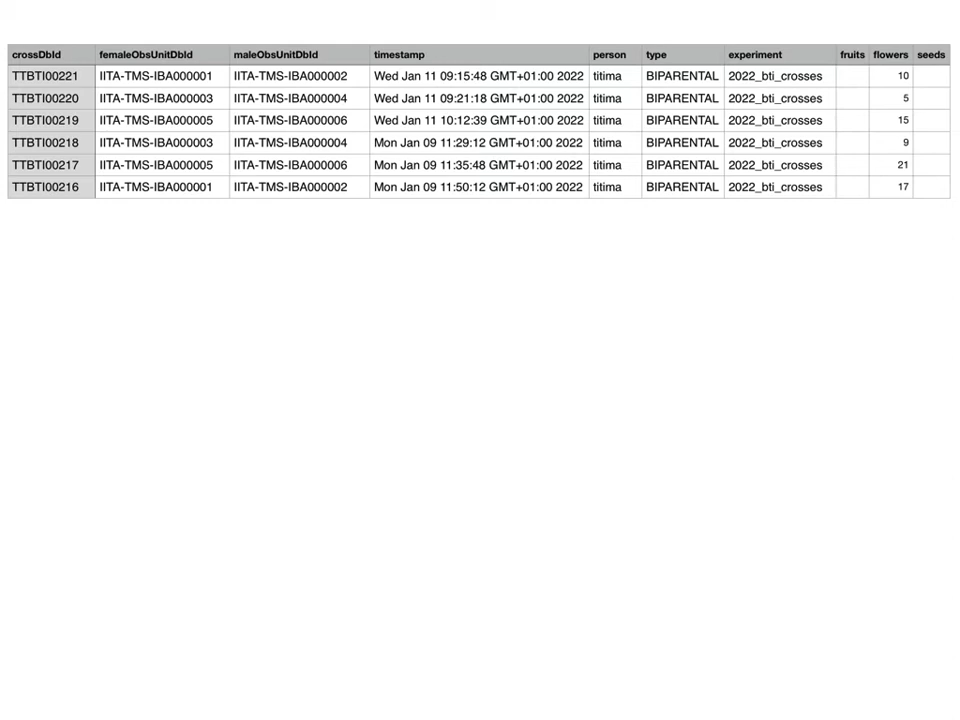 crossDbId femaleObsUnitDbId maleObsUnitDbId timestamp person type experiment fruits flowers seeds
TTBTI00221 IITA-TMS-IBA000001 IITA-TMS-IBA000002 Wed Jan 11 09:15:48 GMT+01:00 2022 titima BIPARENTAL 2022_bti_crosses 10
TTBTI00220 IITA-TMS-IBA000003 IITA-TMS-IBA000004 Wed Jan 11 09:21:18 GMT+01:00 2022 titima BIPARENTAL 2022_bti_crosses 5
TTBTI00219 IITA-TMS-IBA000005 IITA-TMS-IBA000006 Wed Jan 11 10:12:39 GMT+01:00 2022 titima BIPARENTAL 2022_bti_crosses 15
TTBTI00218 IITA-TMS-IBA000003 IITA-TMS-IBA000004 Mon Jan 09 11:29:12 GMT+01:00 2022 titima BIPARENTAL 2022_bti_crosses 9
TTBTI00217 IITA-TMS-IBA000005 IITA-TMS-IBA000006 Mon Jan 09 11:35:48 GMT+01:00 2022 titima BIPARENTAL 2022_bti_crosses 21
TTBTI00216 IITA-TMS-IBA000001 IITA-TMS-IBA000002 Mon Jan 09 11:50:12 GMT+01:00 2022 titima BIPARENTAL 2022_bti_crosses 17